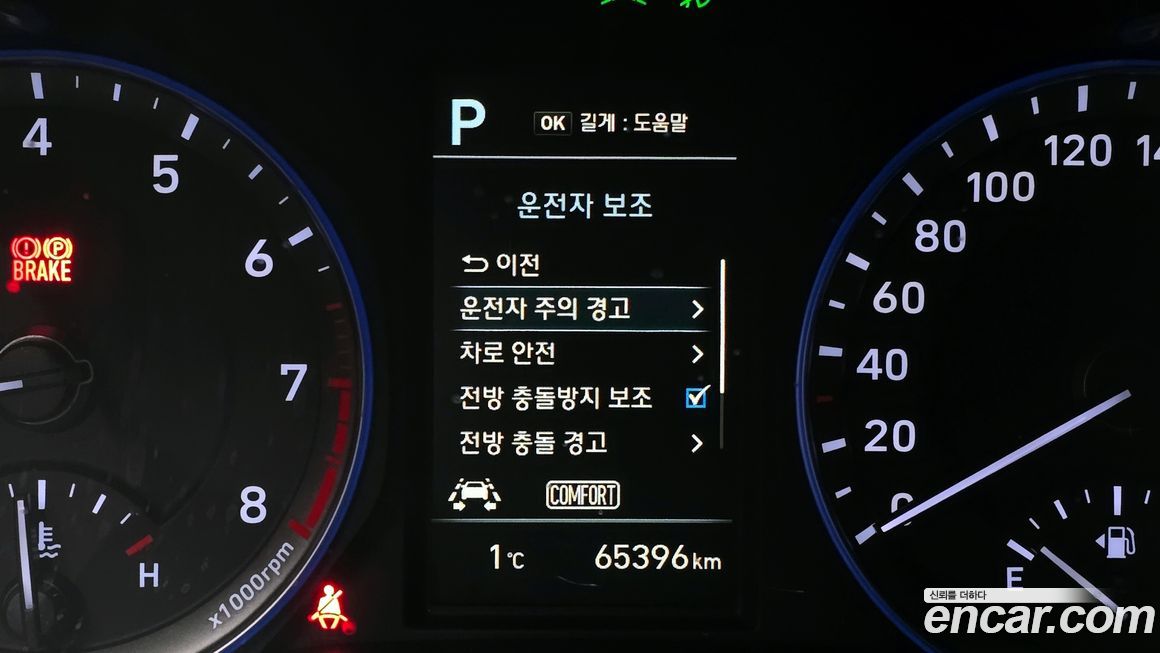 P OK 길게 : 도움말
운전자 보조
이전
운전자 주의 경고
차로 안전
전방 충돌방지 보조
전방 충돌 경고
COMFORT
1℃ 65396km
4
5
6
7
8
x1000rpm
BRAKE
P
H
0
20
40
60
80
100
120
E
신뢰를 더하다
encar.com